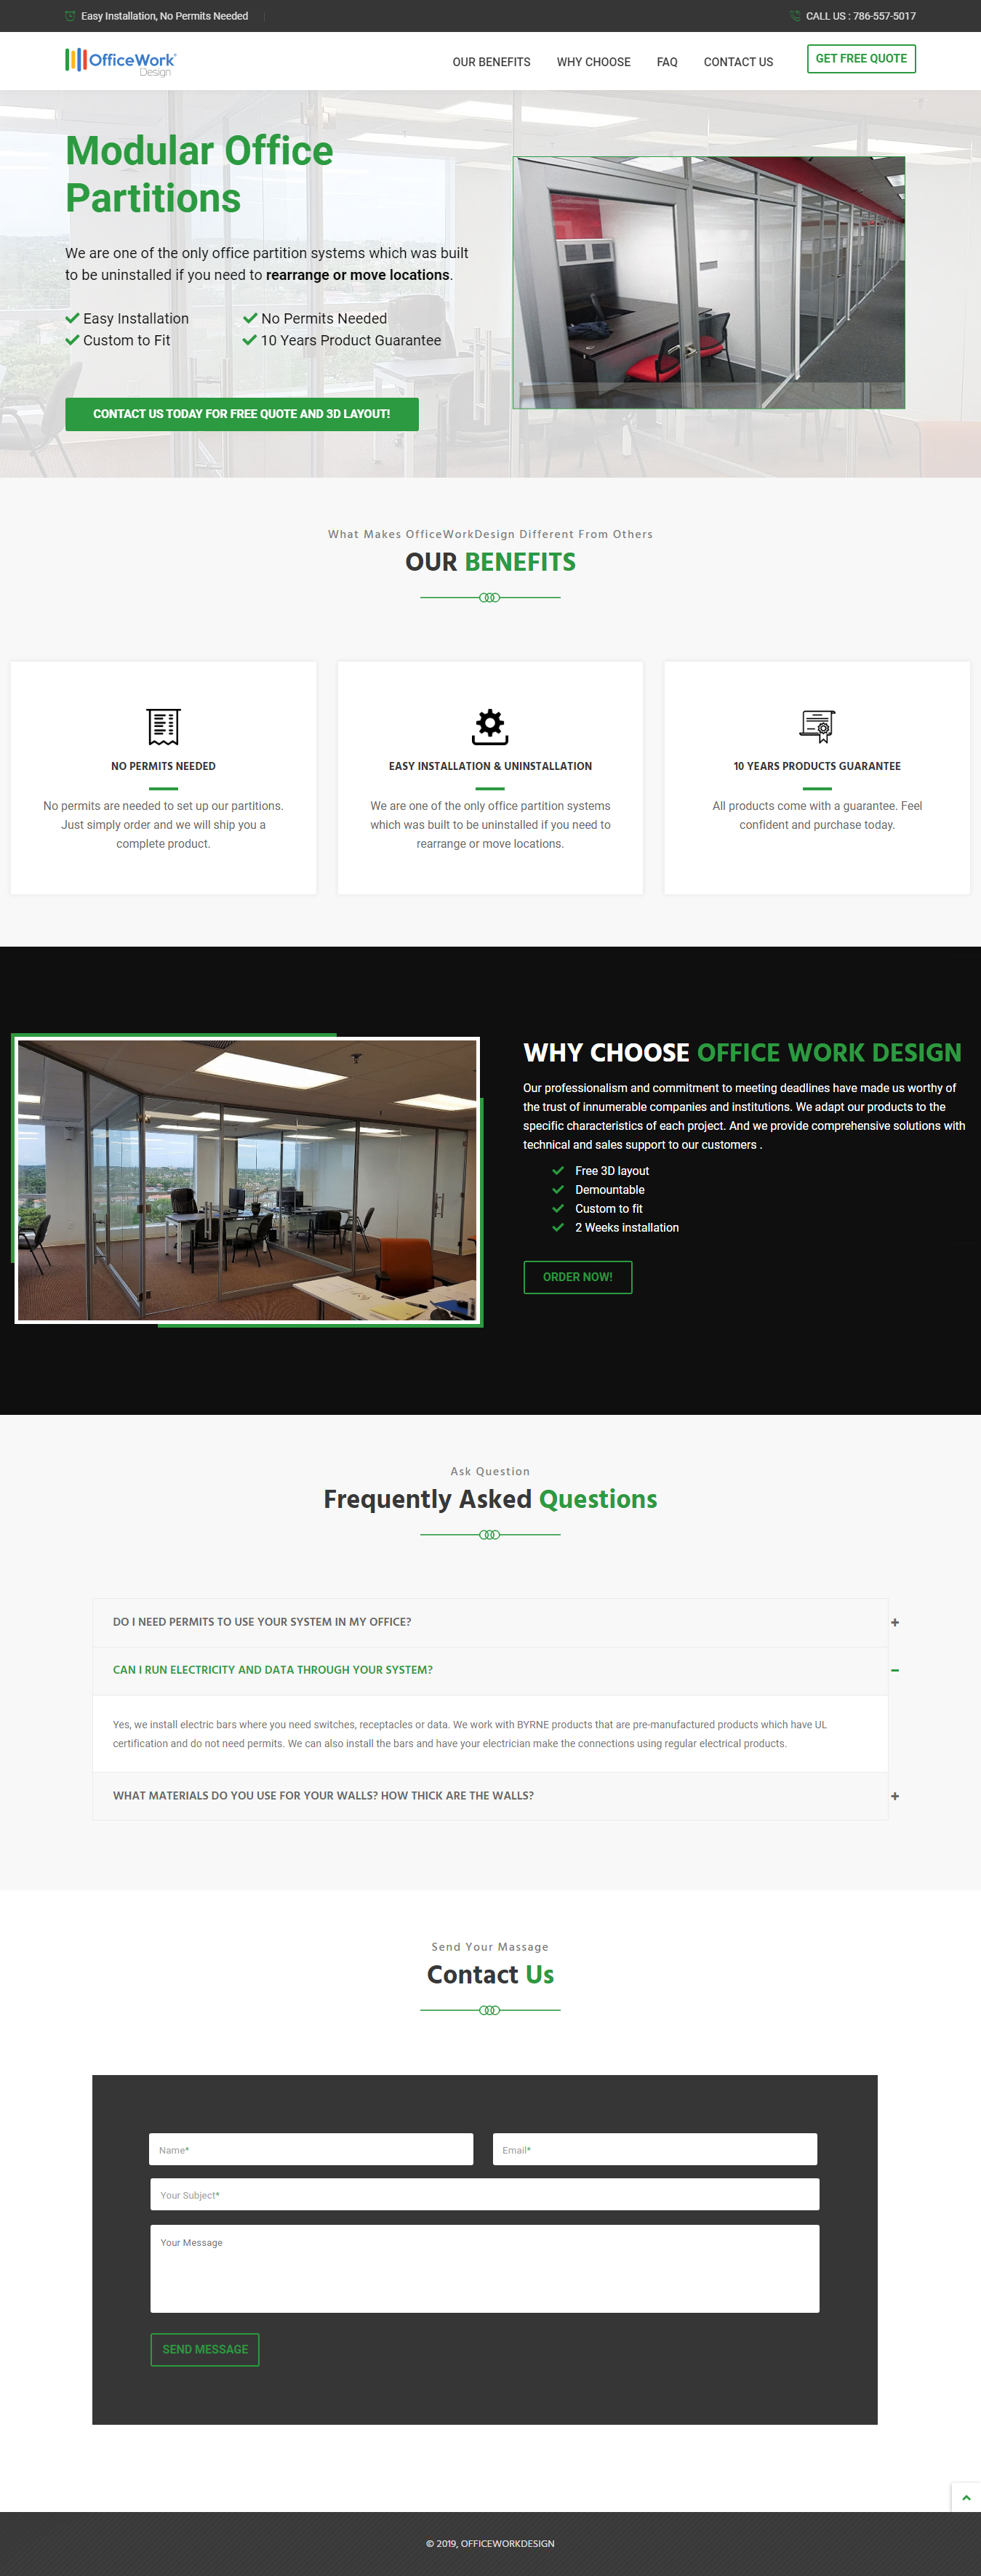 Easy Installation, No Permits Needed
CALL US : 786-557-5017
OfficeWork
Design
OUR BENEFITS
WHY CHOOSE
FAQ
CONTACT US
GET FREE QUOTE
Modular Office
Partitions
We are one of the only office partition systems which was built
to be uninstalled if you need to rearrange or move locations.
Easy Installation
No Permits Needed
Custom to Fit
10 Years Product Guarantee
CONTACT US TODAY FOR FREE QUOTE AND 3D LAYOUT!
What Makes OfficeWorkDesign Different From Others
OUR BENEFITS
NO PERMITS NEEDED
No permits are needed to set up our partitions.
Just simply order and we will ship you a
complete product.
EASY INSTALLATION & UNINSTALLATION
We are one of the only office partition systems
which was built to be uninstalled if you need to
rearrange or move locations.
10 YEARS PRODUCTS GUARANTEE
All products come with a guarantee. Feel
confident and purchase today.
WHY CHOOSE OFFICE WORK DESIGN
Our professionalism and commitment to meeting deadlines have made us worthy of
the trust of innumerable companies and institutions. We adapt our products to the
specific characteristics of each project. And we provide comprehensive solutions with
technical and sales support to our customers .
Free 3D layout
Demountable
Custom to fit
2 Weeks installation
ORDER NOW!
Ask Question
Frequently Asked Questions
DO I NEED PERMITS TO USE YOUR SYSTEM IN MY OFFICE?
CAN I RUN ELECTRICITY AND DATA THROUGH YOUR SYSTEM?
Yes, we install electric bars where you need switches, receptacles or data. We work with BYRNE products that are pre-manufactured products which have UL
certification and do not need permits. We can also install the bars and have your electrician make the connections using regular electrical products.
WHAT MATERIALS DO YOU USE FOR YOUR WALLS? HOW THICK ARE THE WALLS?
Send Your Massage
Contact Us
Name*
Email*
Your Subject*
Your Message
SEND MESSAGE
© 2019, OFFICEWORKDESIGN